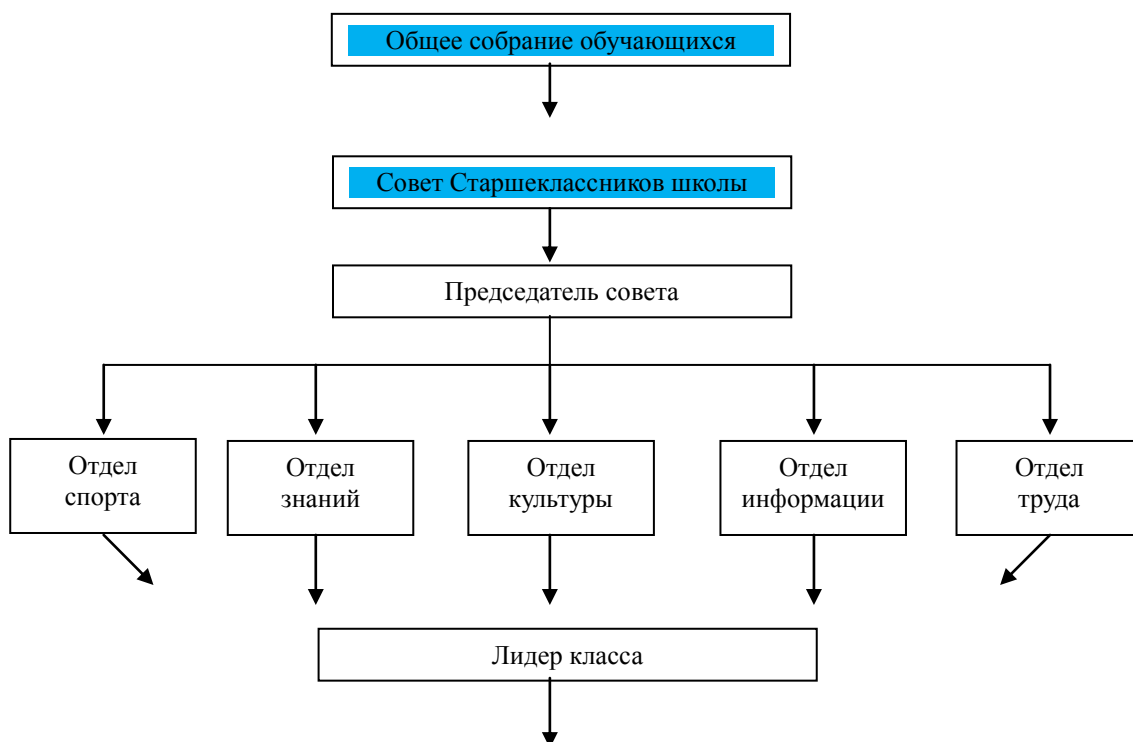 Общее собрание обучающихся
Совет Старшеклассников школы
Председатель совета
Отдел
спорта
Отдел
знаний
Отдел
культуры
Отдел
информации
Отдел
труда
Лидер класса